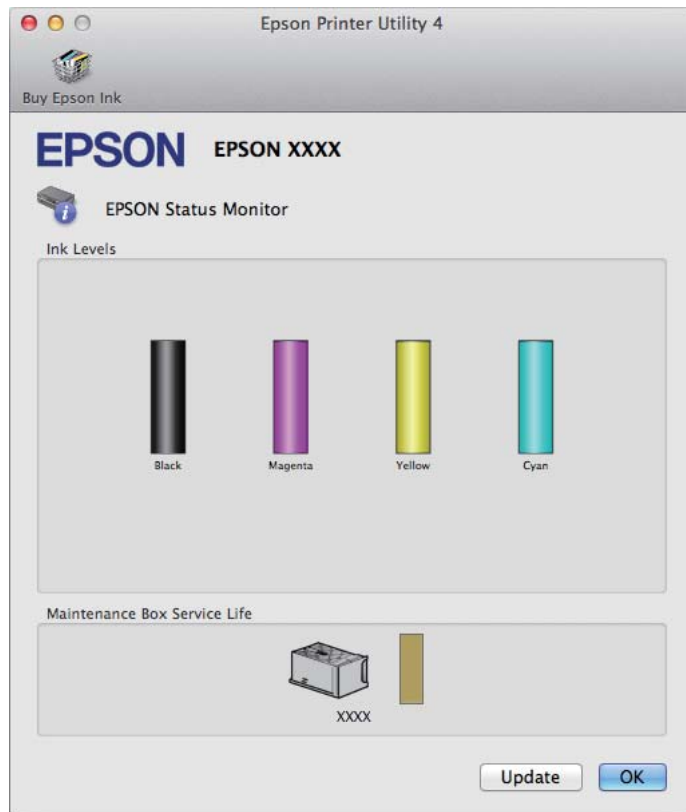 Epson Printer Utility 4
Buy Epson Ink
EPSON EPSON XXXX
EPSON Status Monitor
Ink Levels
Black Magenta Yellow Cyan
Maintenance Box Service Life
XXXX
Update OK